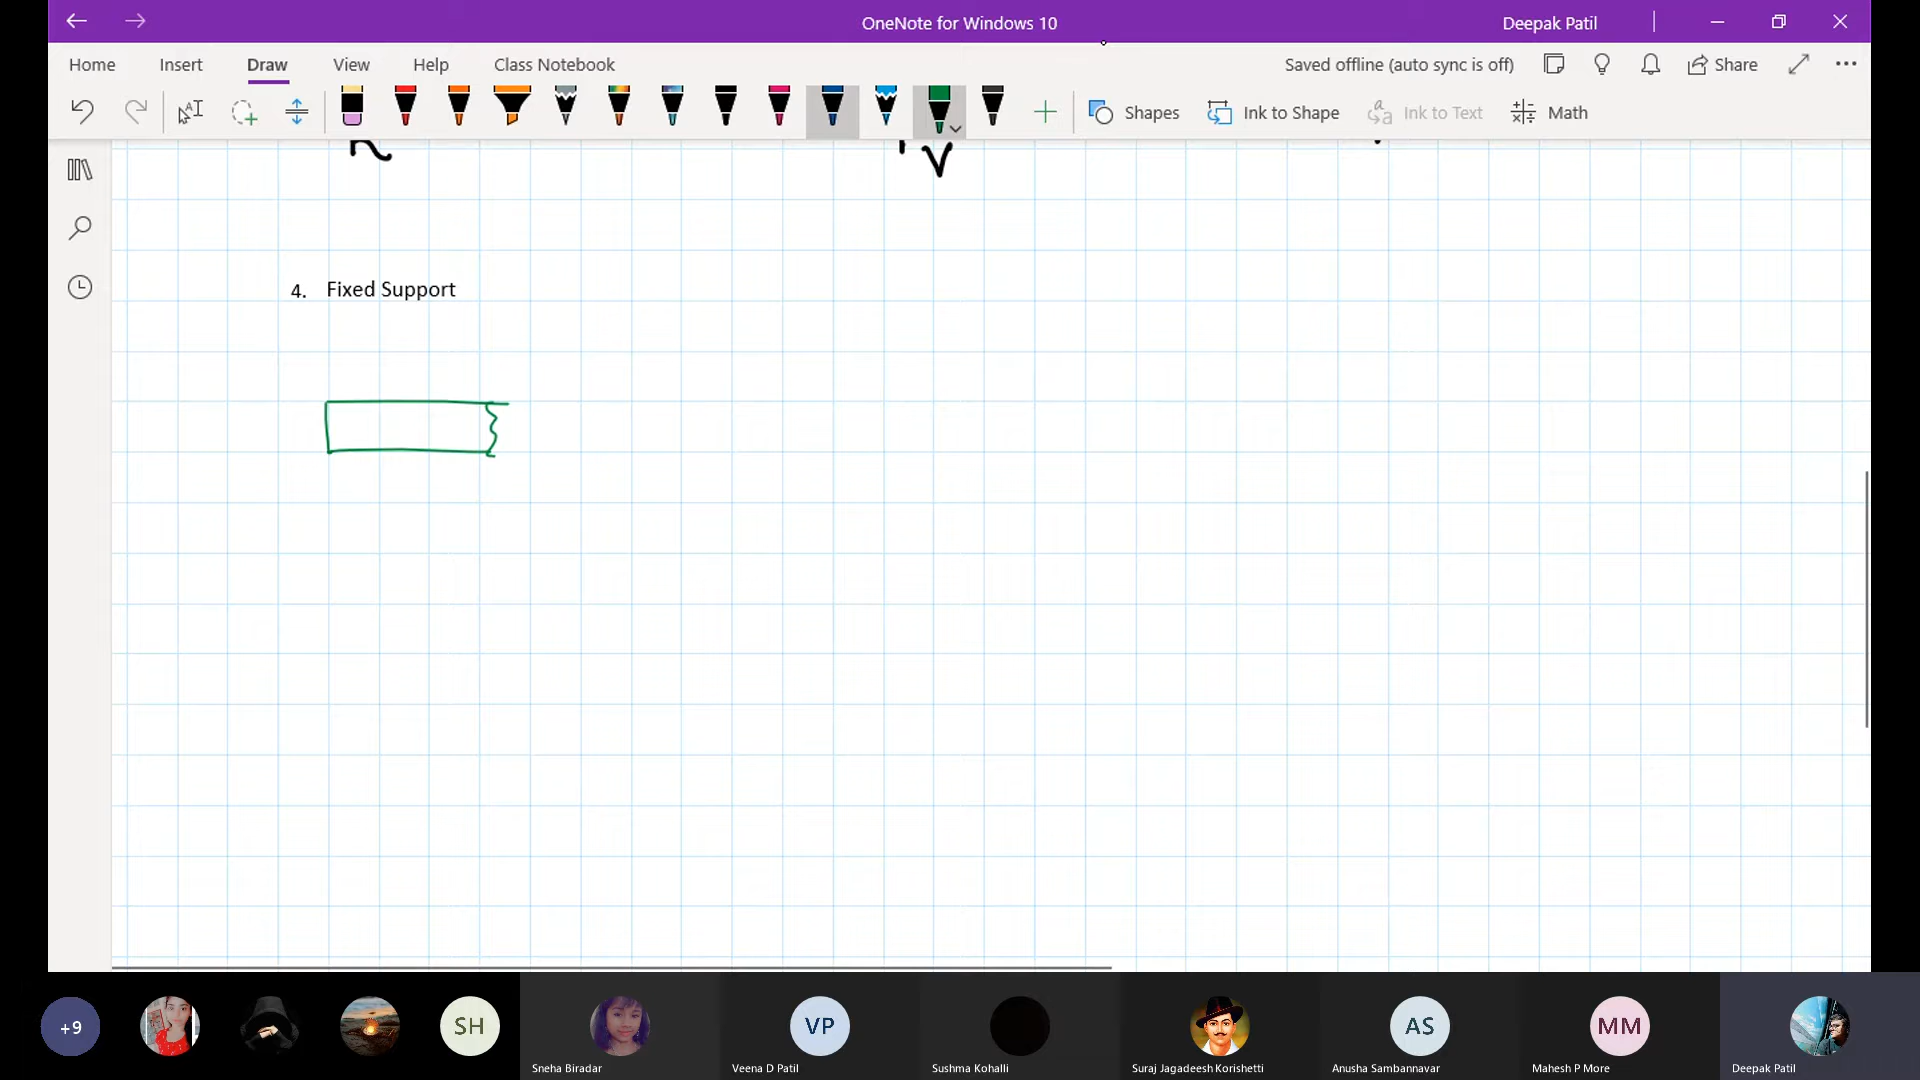 OneNote for Windows 10
Deepak Patil
Home Insert Draw View Help Class Notebook
Saved offline (auto sync is off)
Share
Shapes
Ink to Shape
Ink to Text
Math
R
V
4. Fixed Support
+9
SH
VP
AS
MM
Sneha Biradar
Veena D Patil
Sushma Kohalli
Suraj Jagadeesh Korishetti
Anusha Sambannavar
Mahesh P More
Deepak Patil